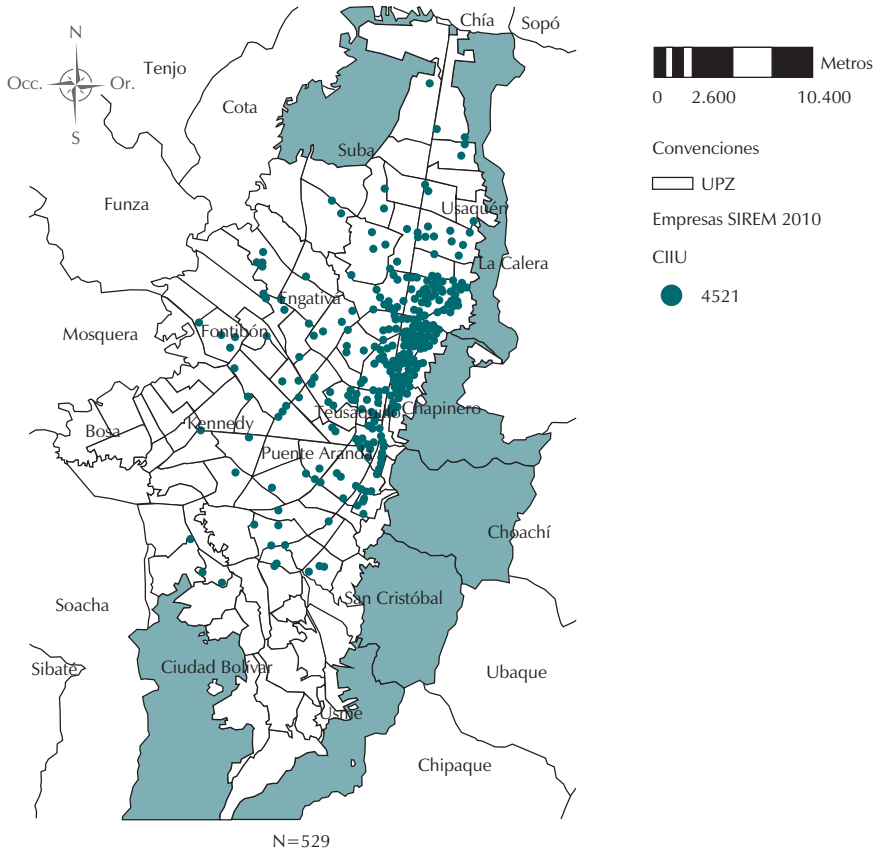 Chía
Sopó
N
Tenjo
Occ.
Or.
Cota
S
Suba
Funza
Usaquén
La Calera
Engativa
Mosquera
Fontibón
Teusaquillo
Chapinero
Bosa
Kennedy
Puente Aranda
Choachí
Soacha
San Cristóbal
Sibaté
Ciudad Bolívar
Ubaque
Usme
Chipaque
N=529
Metros
0 2.600 10.400
Convenciones
UPZ
Empresas SIREM 2010
CIIU
4521